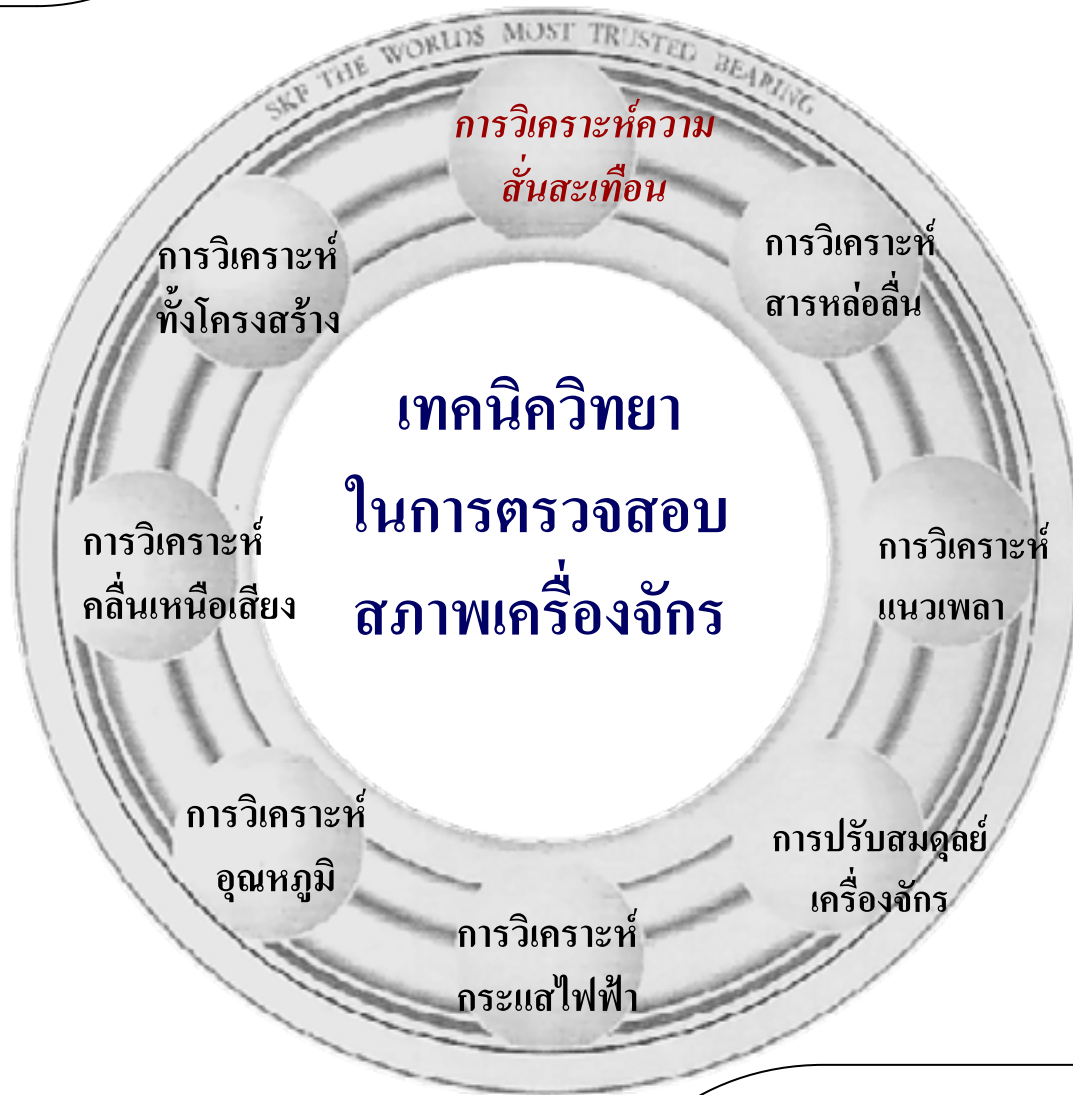 SKF THE WORLDS MOST TRUSTED BEARING
การวิเคราะห์ความ
สั่นสะเทือน
การวิเคราะห์
สารหล่อลื่น
การวิเคราะห์
แนวเพลา
การปรับสมดุลย์
เครื่องจักร
การวิเคราะห์
กระแสไฟฟ้า
การวิเคราะห์
อุณหภูมิ
การวิเคราะห์
คลื่นเหนือเสียง
การวิเคราะห์
ทั้งโครงสร้าง
เทคนิควิทยา
ในการตรวจสอบ
สภาพเครื่องจักร